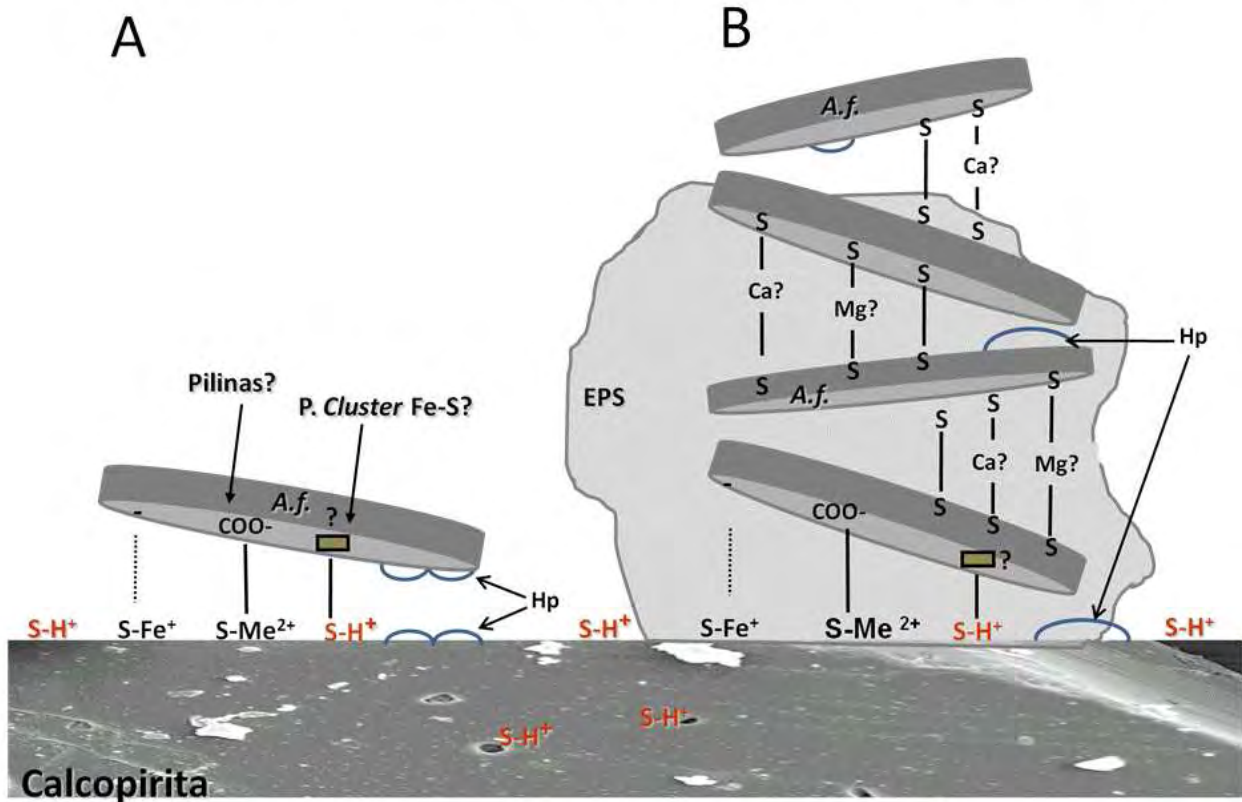 A
B
A.f.
S
S
Ca?
S
S
S
S
S
Ca?
Mg?
Hp
S
S
S
A.f.
EPS
S
S
S
Ca?
Mg?
Pilinas?
P. Cluster Fe-S?
A.f.
?
-
COO-
-
COO-
S
S
S
?
Hp
S-H⁺
S-Fe⁺
S-Me²⁺
S-H⁺
S-H⁺
S-Fe⁺
S-Me ²⁺
S-H⁺
S-H⁺
S-H⁺
S-H⁺
Calcopirita